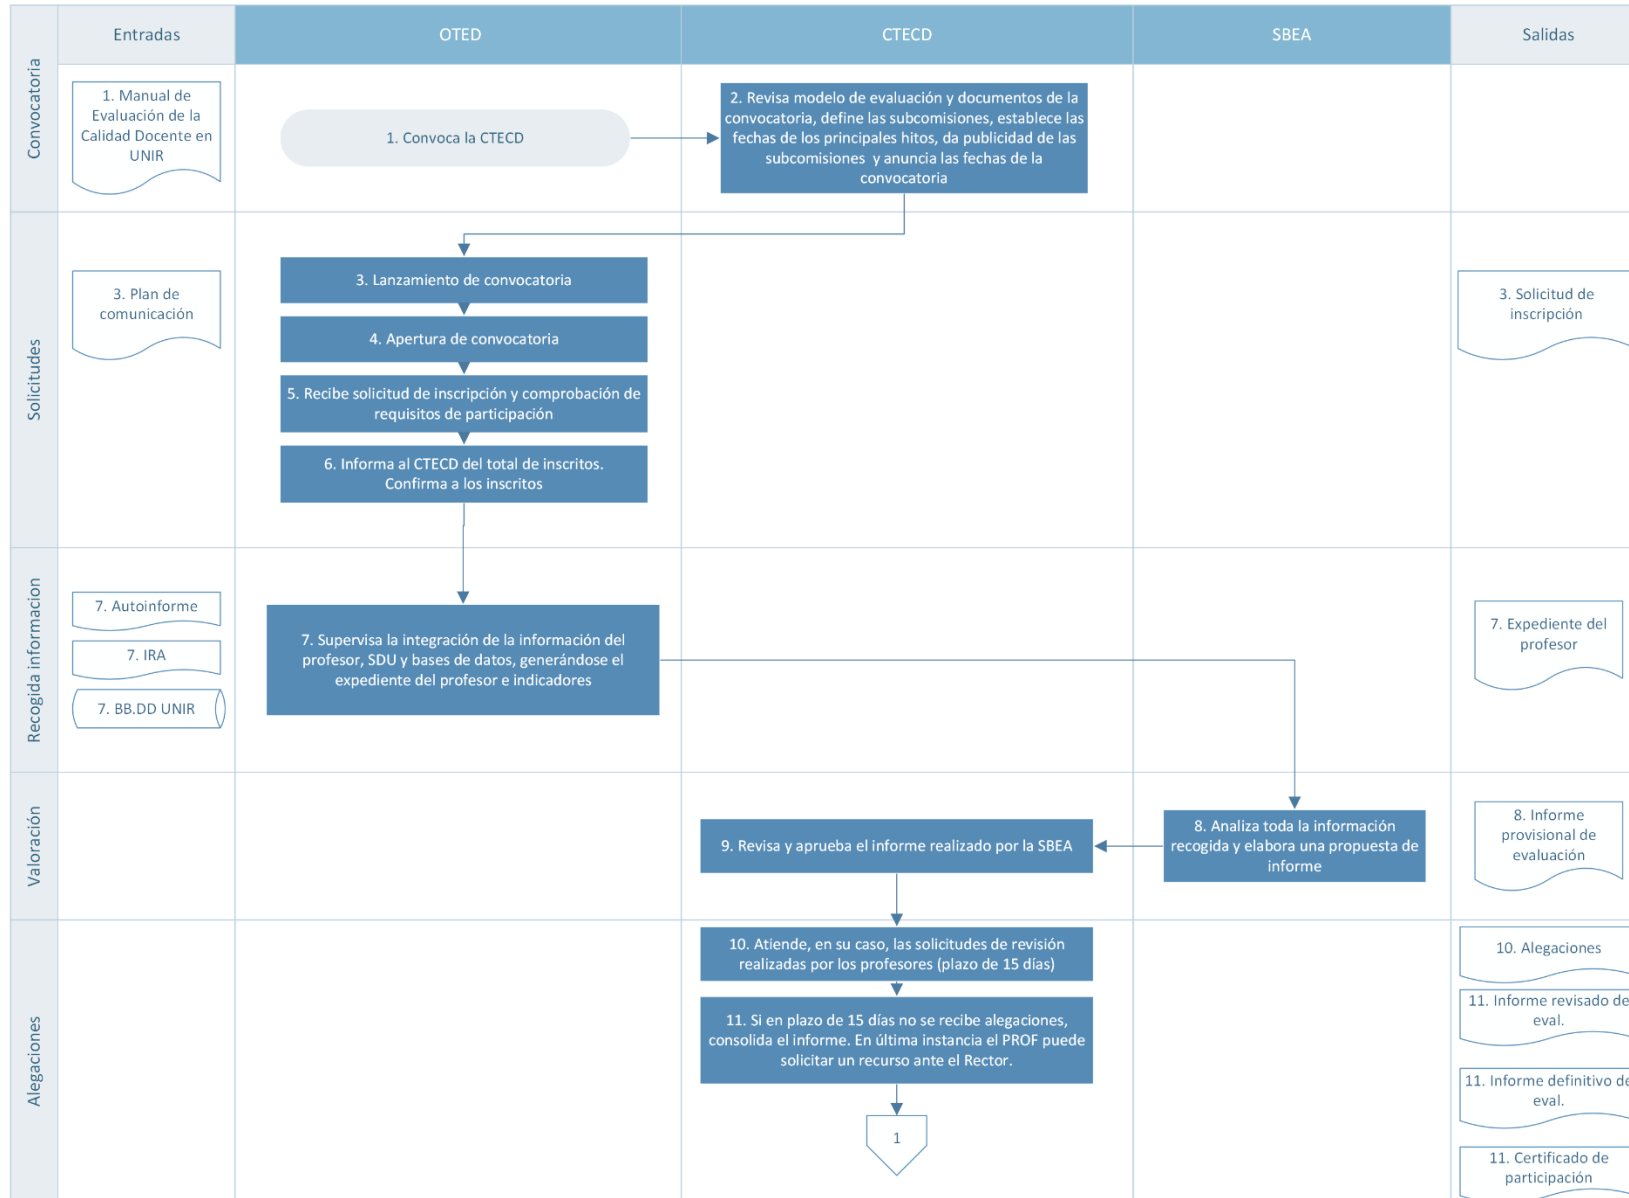 Entradas
OTED
CTECD
SBEA
Salidas
Convocatoria
1. Manual de
Evaluación de la
Calidad Docente en
UNIR
1. Convoca la CTECD
2. Revisa modelo de evaluación y documentos de la
convocatoria, define las subcomisiones, establece las
fechas de los principales hitos, da publicidad de las
subcomisiones y anuncia las fechas de la
convocatoria
Solicitudes
3. Plan de
comunicación
3. Lanzamiento de convocatoria
4. Apertura de convocatoria
5. Recibe solicitud de inscripción y comprobación de
requisitos de participación
6. Informa al CTECD del total de inscritos.
Confirma a los inscritos
3. Solicitud de
inscripción
Recogida informacion
7. Autoinforme
7. IRA
7. BB.DD UNIR
7. Supervisa la integración de la información del
profesor, SDU y bases de datos, generándose el
expediente del profesor e indicadores
7. Expediente del
profesor
Valoración
9. Revisa y aprueba el informe realizado por la SBEA
8. Analiza toda la información
recogida y elabora una propuesta de
informe
8. Informe
provisional de
evaluación
Alegaciones
10. Atiende, en su caso, las solicitudes de revisión
realizadas por los profesores (plazo de 15 días)
11. Si en plazo de 15 días no se recibe alegaciones,
consolida el informe. En última instancia el PROF puede
solicitar un recurso ante el Rector.
1
10. Alegaciones
11. Informe revisado de
eval.
11. Informe definitivo de
eval.
11. Certificado de
participación